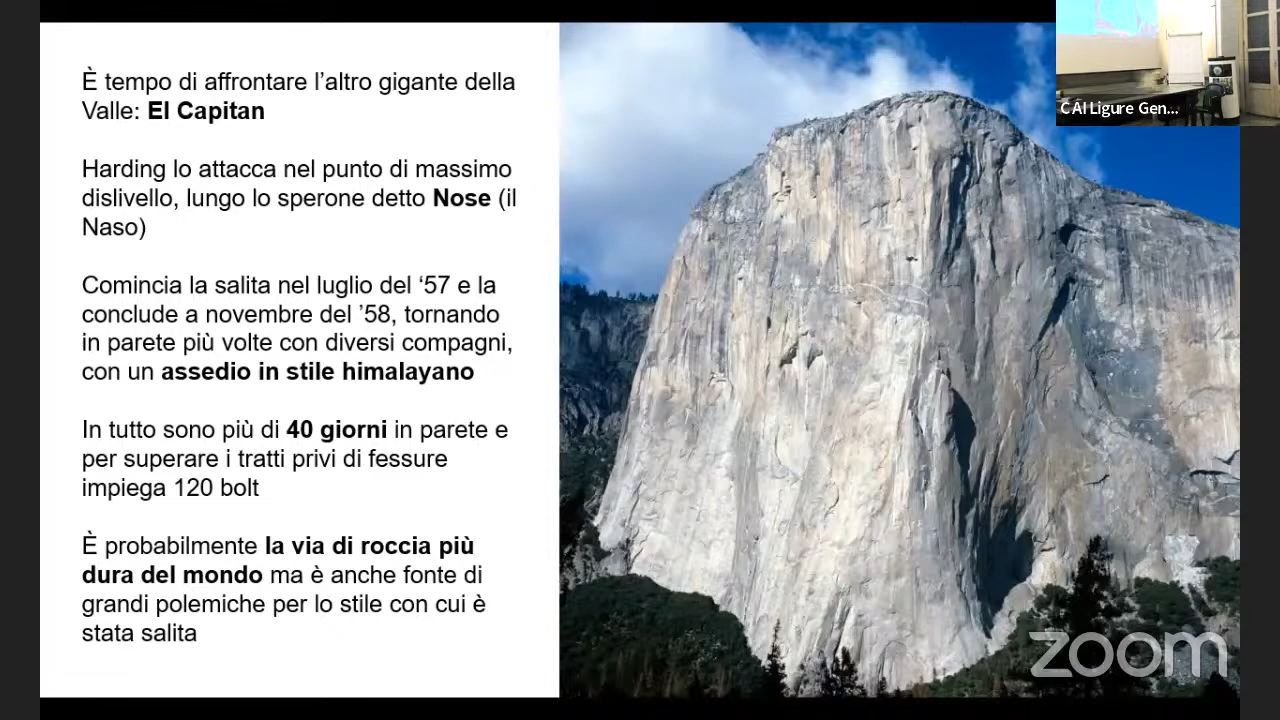 È tempo di affrontare l’altro gigante della
Valle: El Capitan
Harding lo attacca nel punto di massimo
dislivello, lungo lo sperone detto Nose (il
Naso)
Comincia la salita nel luglio del ‘57 e la
conclude a novembre del ’58, tornando
in parete più volte con diversi compagni,
con un assedio in stile himalayano
In tutto sono più di 40 giorni in parete e
per superare i tratti privi di fessure
impiega 120 bolt
È probabilmente la via di roccia più
dura del mondo ma è anche fonte di
grandi polemiche per lo stile con cui è
stata salita
CAI Ligure Gen...
zoom